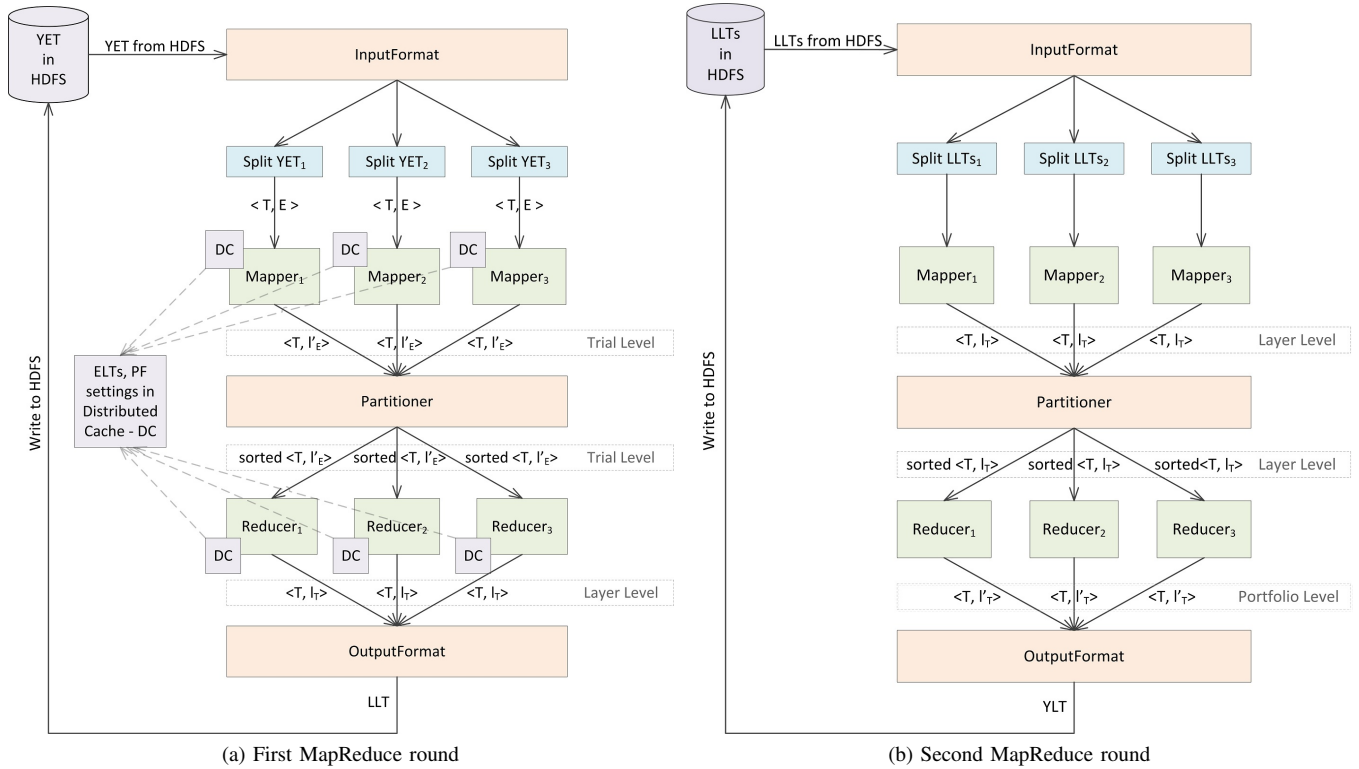 YET
in
HDFS
YET from HDFS
InputFormat
Split YET₁
Split YET₂
Split YET₃
< T, E >
< T, E >
< T, E >
DC
DC
DC
Mapper₁
Mapper₂
Mapper₃
<T, l'E>
<T, l'E>
<T, l'E>
Trial Level
ELTs, PF
settings in
Distributed
Cache - DC
Write to HDFS
Partitioner
sorted <T, l'E>
sorted <T, l'E>
sorted <T, l'E>
Trial Level
Reducer₁
Reducer₂
Reducer₃
DC
DC
DC
<T, lT>
<T, lT>
<T, lT>
Layer Level
OutputFormat
LLT
(a) First MapReduce round
LLTs
in
HDFS
LLTs from HDFS
InputFormat
Split LLTs₁
Split LLTs₂
Split LLTs₃
Mapper₁
Mapper₂
Mapper₃
<T, lT>
<T, lT>
<T, lT>
Layer Level
Write to HDFS
Partitioner
sorted <T, lT>
sorted <T, lT>
sorted<T, lT>
Layer Level
Reducer₁
Reducer₂
Reducer₃
<T, l'T>
<T, l'T>
<T, l'T>
Portfolio Level
OutputFormat
YLT
(b) Second MapReduce round